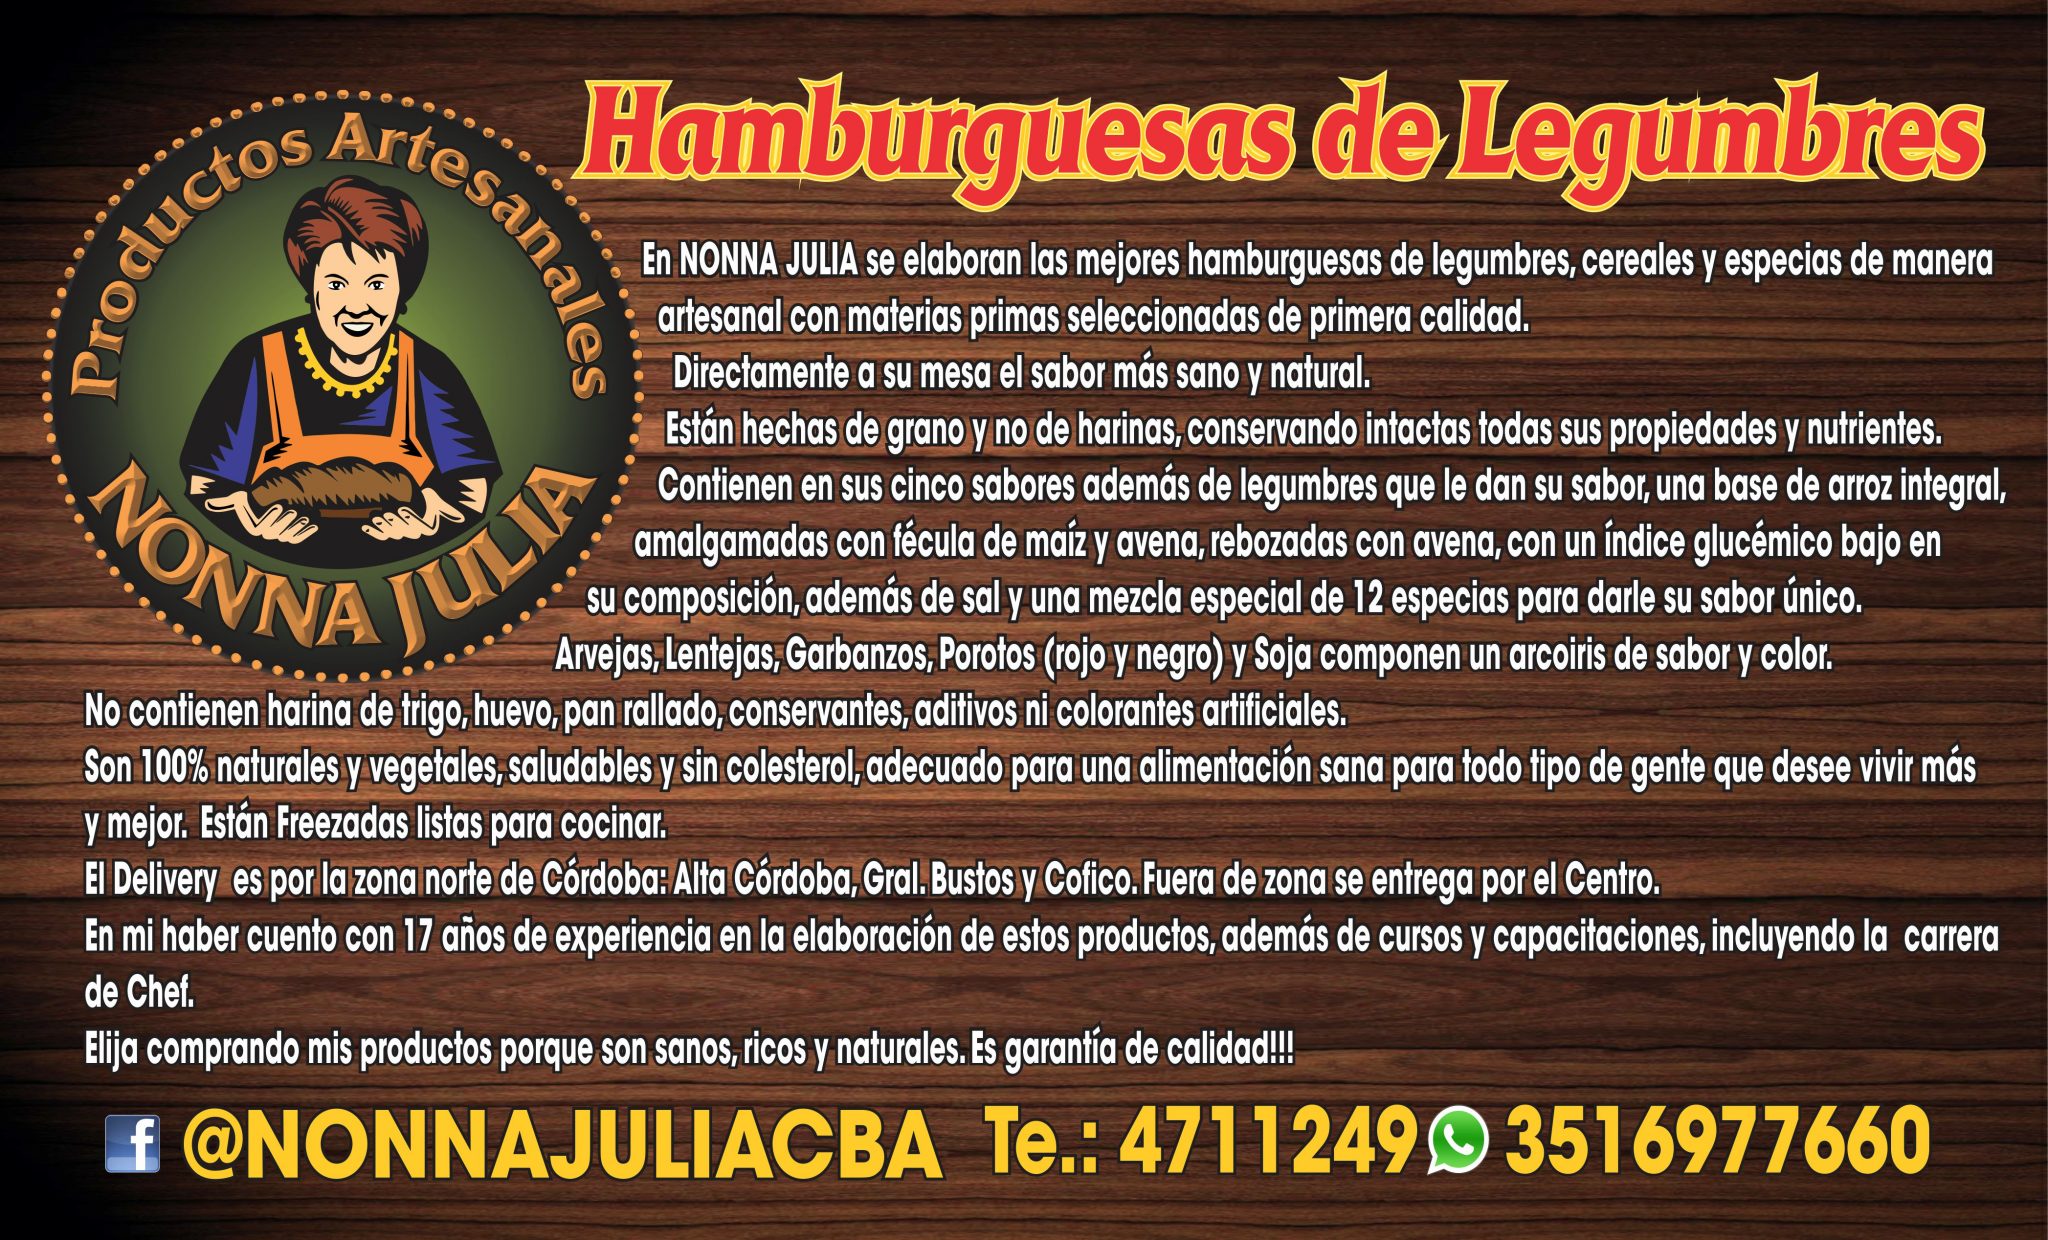 Productos Artesanales
NONNA JULIA
Hamburguesas de Legumbres
En NONNA JULIA se elaboran las mejores hamburguesas de legumbres, cereales y especias de manera
artesanal con materias primas seleccionadas de primera calidad.
Directamente a su mesa el sabor más sano y natural.
Están hechas de grano y no de harinas, conservando intactas todas sus propiedades y nutrientes.
Contienen en sus cinco sabores además de legumbres que le dan su sabor, una base de arroz integral,
amalgamadas con fécula de maíz y avena, rebozadas con avena, con un índice glucémico bajo en
su composición, además de sal y una mezcla especial de 12 especias para darle su sabor único.
Arvejas, Lentejas, Garbanzos, Porotos (rojo y negro) y Soja componen un arcoiris de sabor y color.
No contienen harina de trigo, huevo, pan rallado, conservantes, aditivos ni colorantes artificiales.
Son 100% naturales y vegetales, saludables y sin colesterol, adecuado para una alimentación sana para todo tipo de gente que desee vivir más
y mejor. Están Freezadas listas para cocinar.
El Delivery es por la zona norte de Córdoba: Alta Córdoba, Gral. Bustos y Cofico. Fuera de zona se entrega por el Centro.
En mi haber cuento con 17 años de experiencia en la elaboración de estos productos, además de cursos y capacitaciones, incluyendo la carrera
de Chef.
Elija comprando mis productos porque son sanos, ricos y naturales. Es garantía de calidad!!!
f @NONNAJULIACBA Te.: 4711249 3516977660